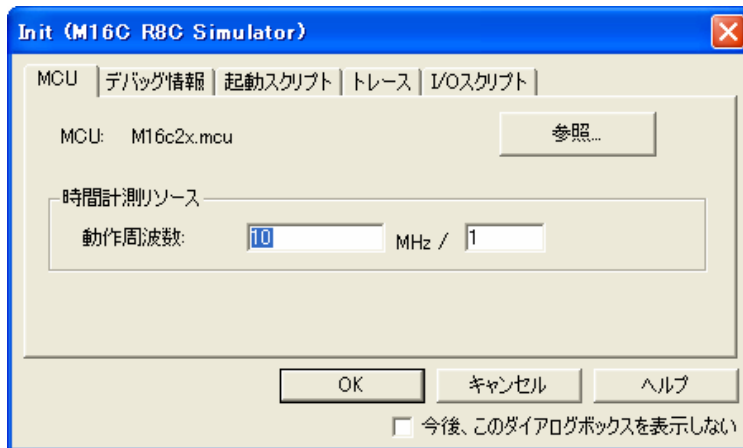 Init (M16C R8C Simulator)
MCU デバッグ情報 起動スクリプト トレース I/Oスクリプト
MCU: M16c2x.mcu 参照...
時間計測リソース
動作周波数: 10 MHz / 1
OK キャンセル ヘルプ
今後、このダイアログボックスを表示しない